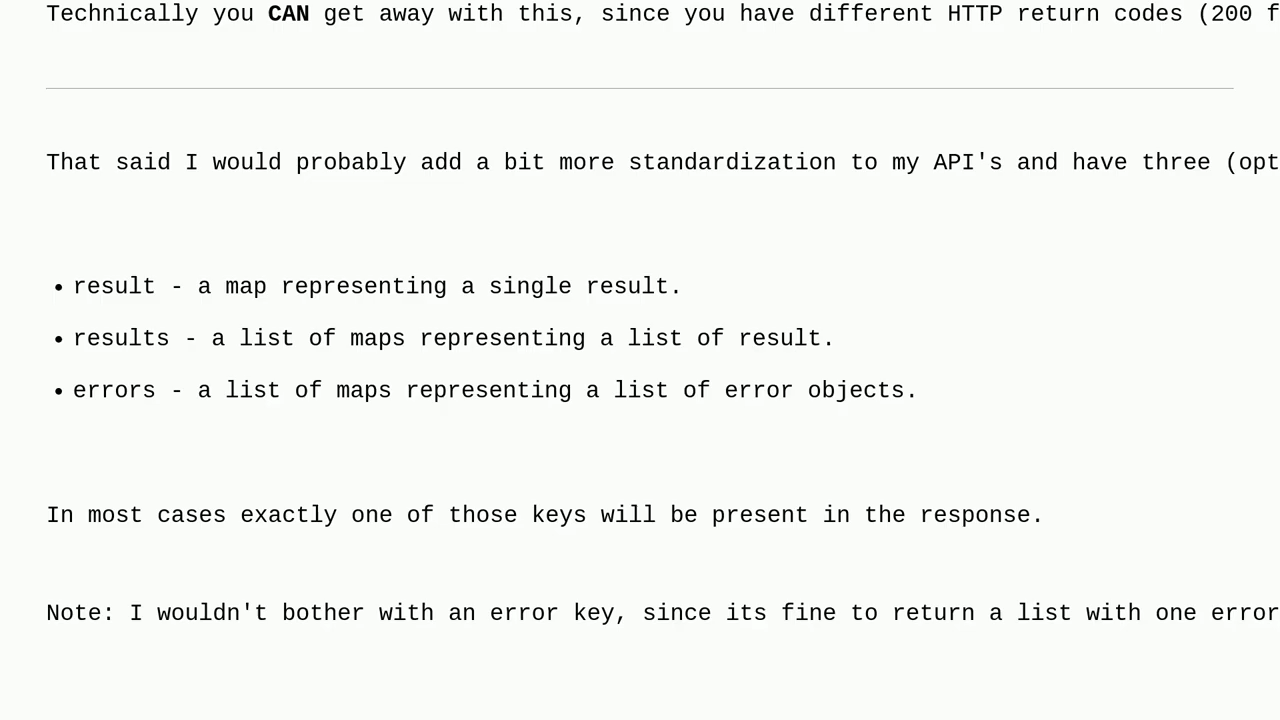 Technically you CAN get away with this, since you have different HTTP return codes (200 f
That said I would probably add a bit more standardization to my API's and have three (opt
• result - a map representing a single result.
• results - a list of maps representing a list of result.
• errors - a list of maps representing a list of error objects.
In most cases exactly one of those keys will be present in the response.
Note: I wouldn't bother with an error key, since its fine to return a list with one error